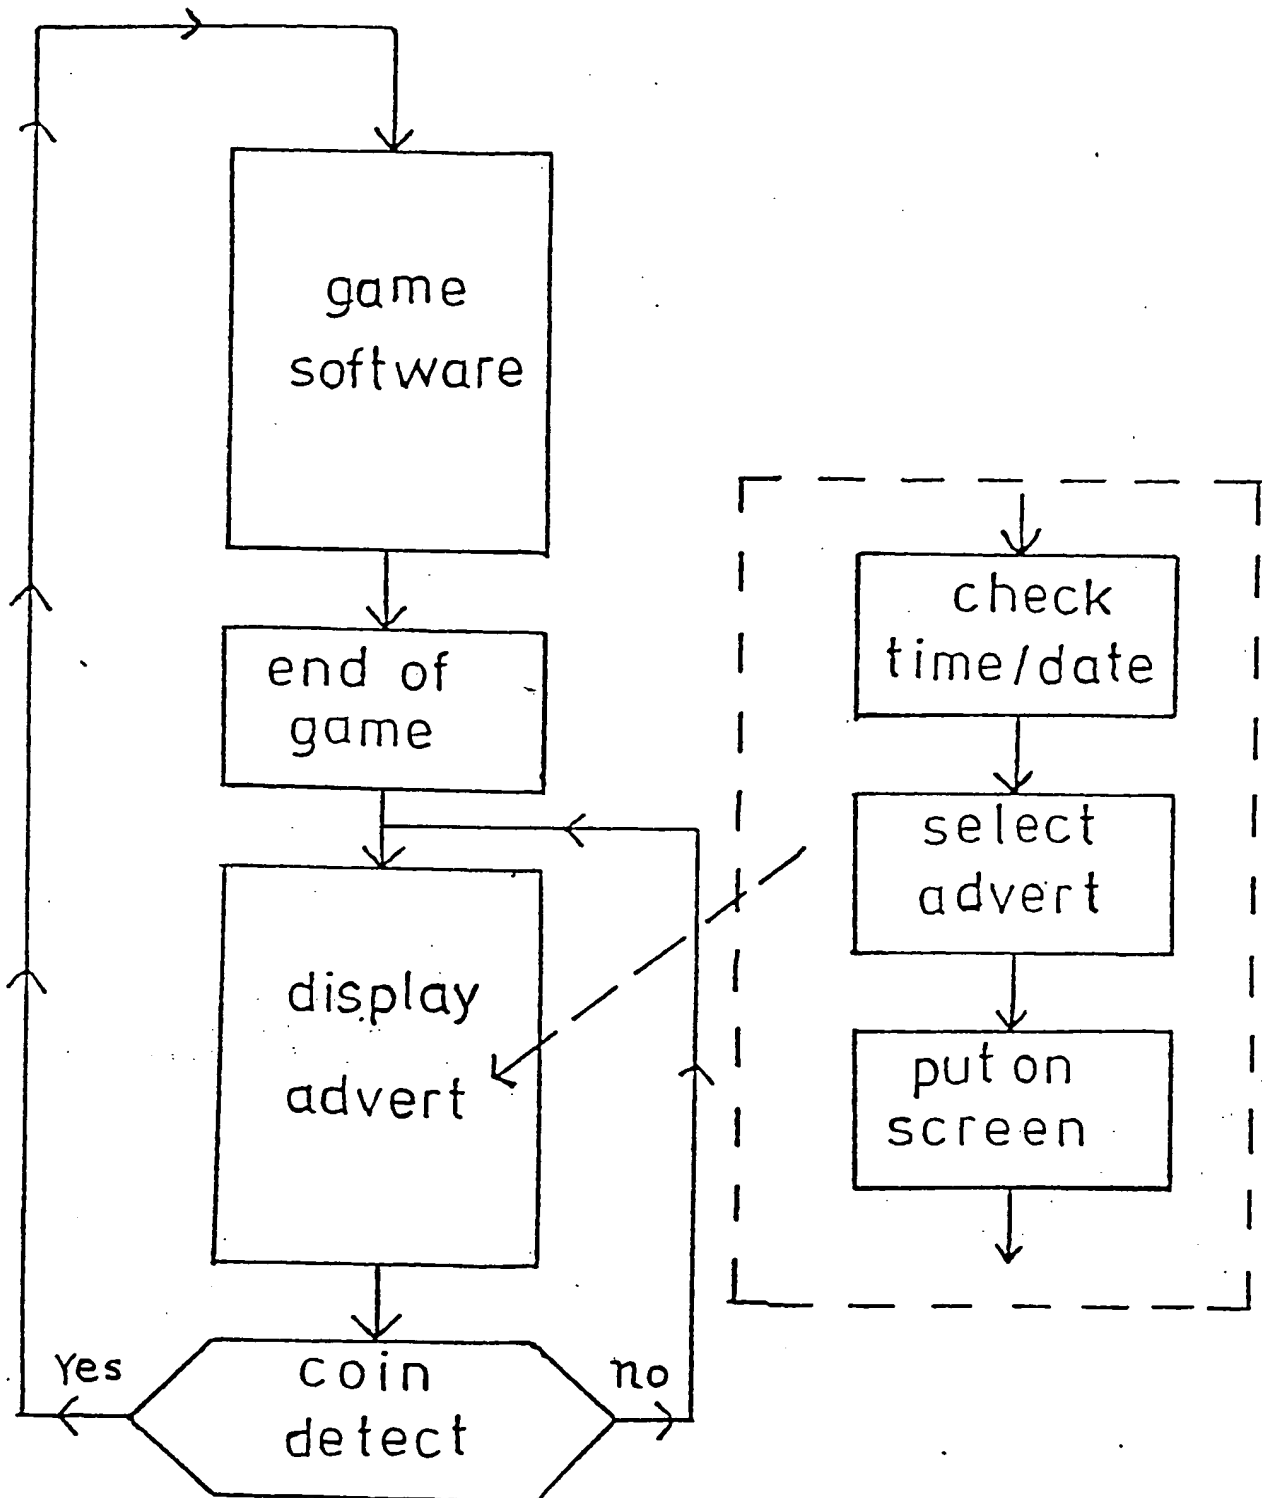 game
software
end of
game
display
advert
coin
detect
Yes
no
check
time/date
select
advert
put on
screen